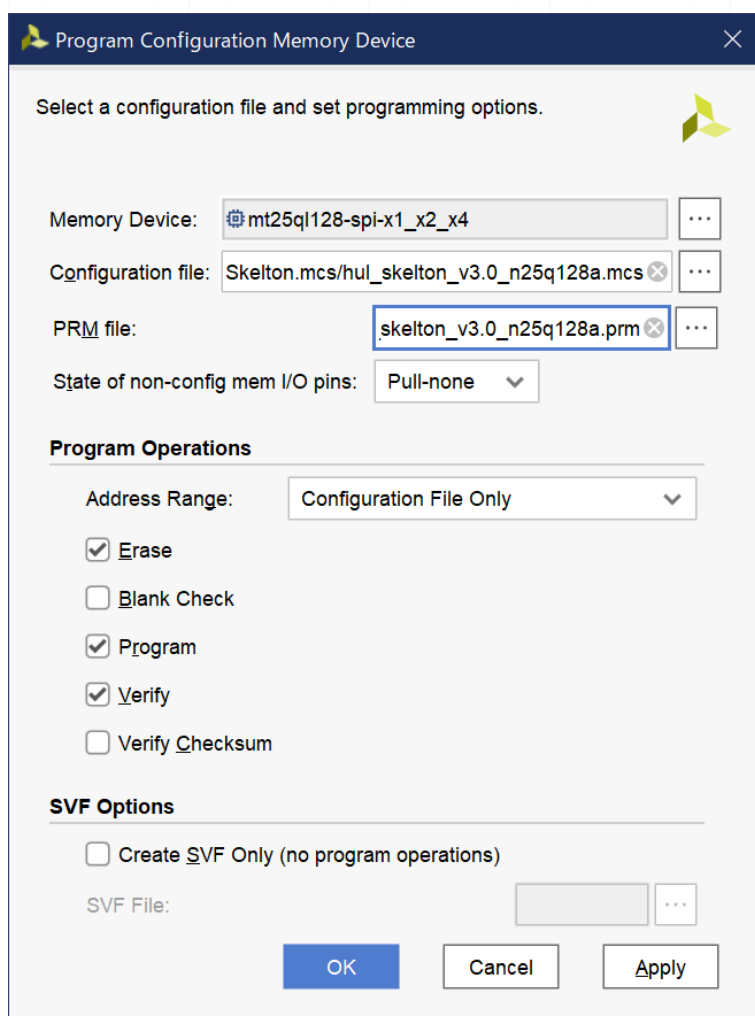 Program Configuration Memory Device
Select a configuration file and set programming options.
Memory Device: mt25ql128-spi-x1_x2_x4 ...
Configuration file: Skelton.mcs/hul_skelton_v3.0_n25q128a.mcs ...
PRM file: skelton_v3.0_n25q128a.prm ...
State of non-config mem I/O pins: Pull-none
Program Operations
Address Range: Configuration File Only
Erase
Blank Check
Program
Verify
Verify Checksum
SVF Options
Create SVF Only (no program operations)
SVF File: ...
OK Cancel Apply